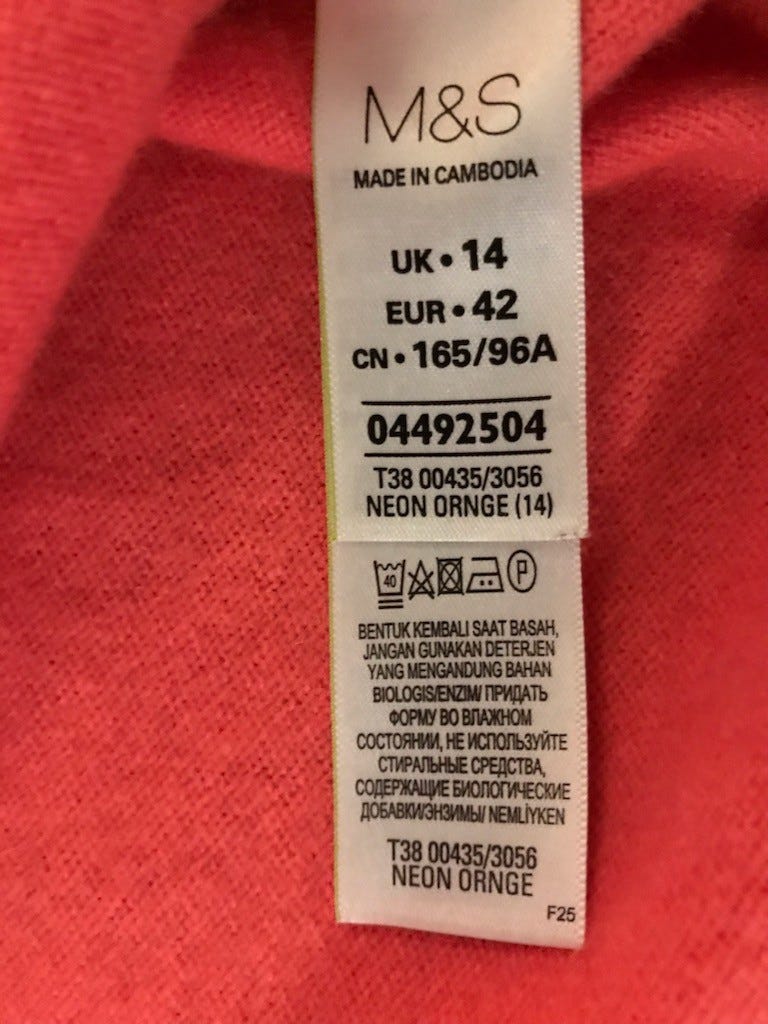 M&S
MADE IN CAMBODIA
UK • 14
EUR • 42
CN • 165/96A
04492504
T38 00435/3056
NEON ORNGE (14)
40 P
BENTUK KEMBALI SAAT BASAH,
JANGAN GUNAKAN DETERJEN
YANG MENGANDUNG BAHAN
BIOLOGIS/ENZIM/ ПРИДАТЬ
ФОРМУ ВО ВЛАЖНОМ
СОСТОЯНИИ, НЕ ИСПОЛЬЗУЙТЕ
СТИРАЛЬНЫЕ СРЕДСТВА,
СОДЕРЖАЩИЕ БИОЛОГИЧЕСКИЕ
ДОБАВКИ/ЭНЗИМЫ/ NEMLİYKEN
T38 00435/3056
NEON ORNGE
F25